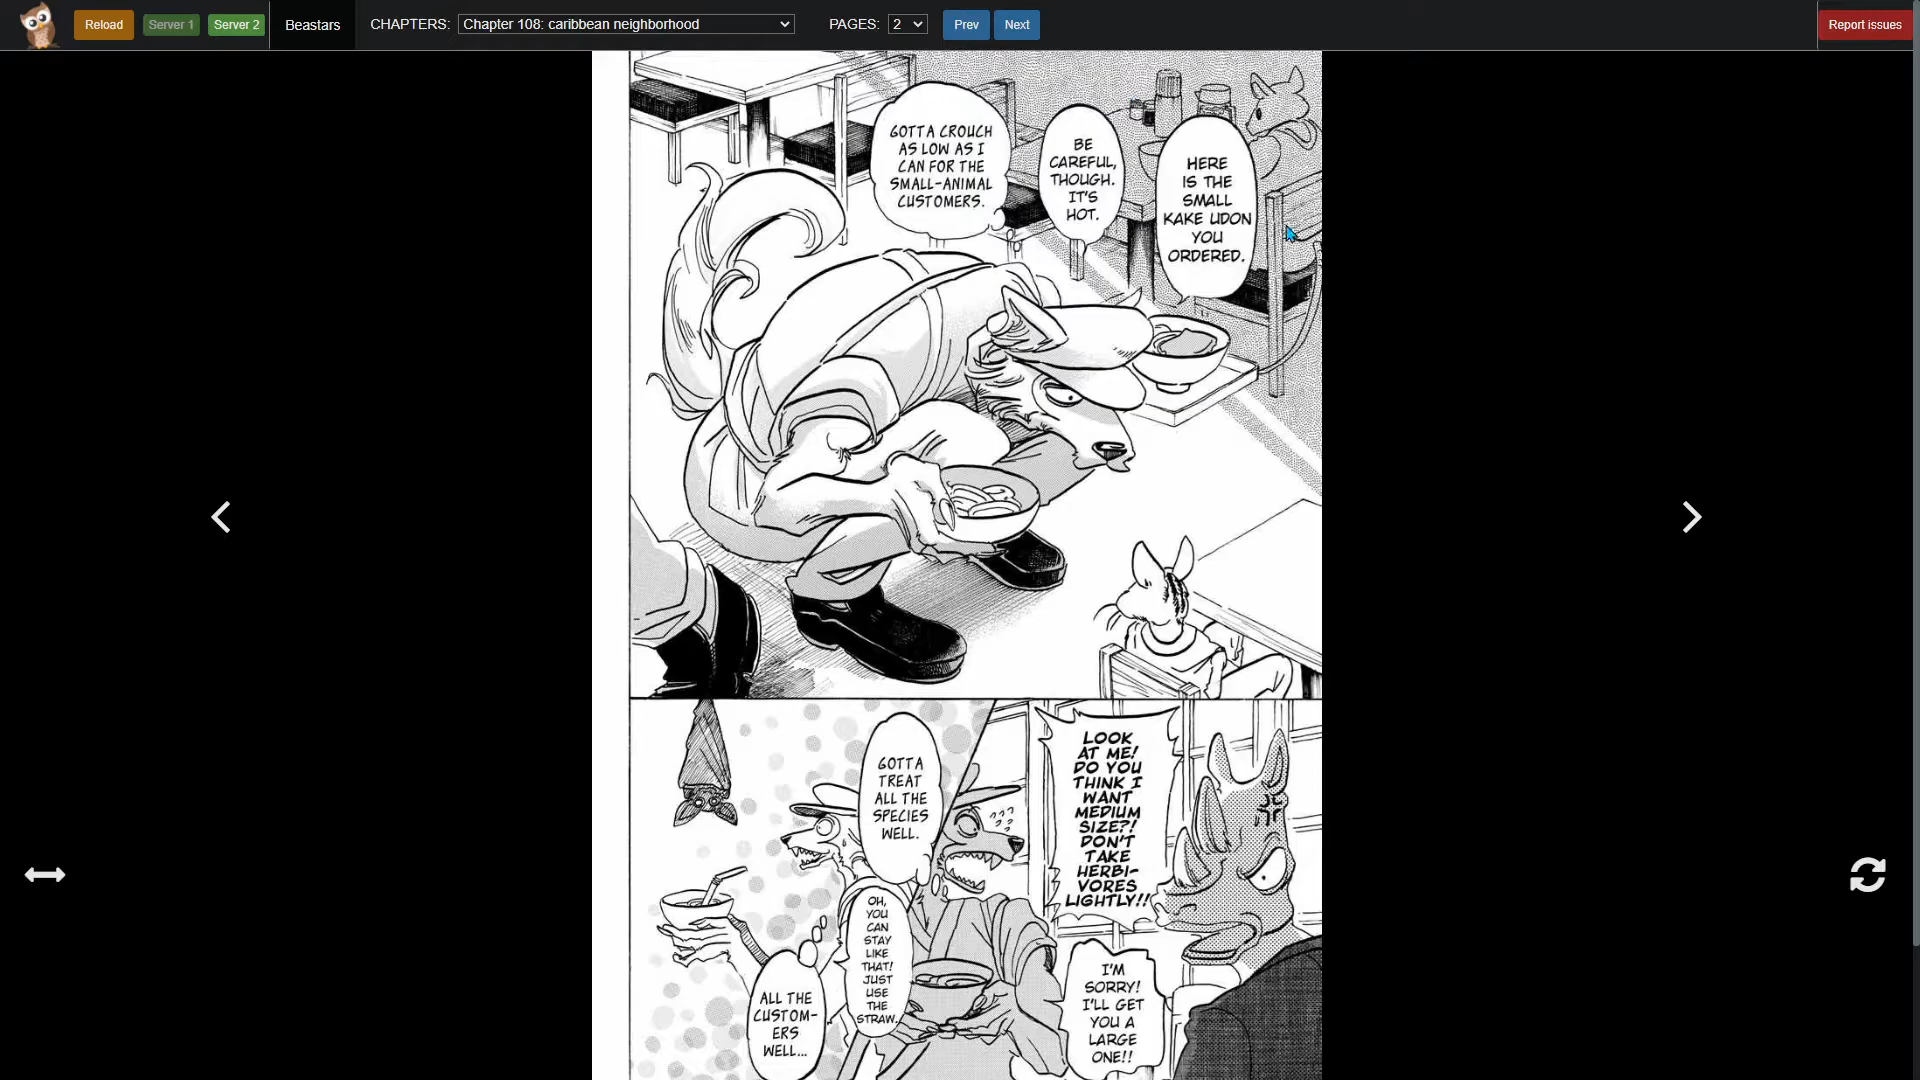 Reload
Server 1
Server 2
Beastars
CHAPTERS:
Chapter 108: caribbean neighborhood
PAGES:
2
Prev
Next
Report issues
HERE
IS THE
SMALL
KAKE UDON
YOU
ORDERED.
BE
CAREFUL,
THOUGH.
IT'S
HOT.
GOTTA CROUCH
AS LOW AS I
CAN FOR THE
SMALL-ANIMAL
CUSTOMERS.
LOOK
AT ME!
DO YOU
THINK I
WANT
MEDIUM
SIZE?!
DON'T
TAKE
HERBI-
VORES
LIGHTLY!!
I'M
SORRY!
I'LL GET
YOU A
LARGE
ONE!!
GOTTA
TREAT
ALL THE
SPECIES
WELL.
OH,
YOU
CAN
STAY
LIKE
THAT!
JUST
USE
THE
STRAW.
ALL THE
CUSTOM-
ERS
WELL...